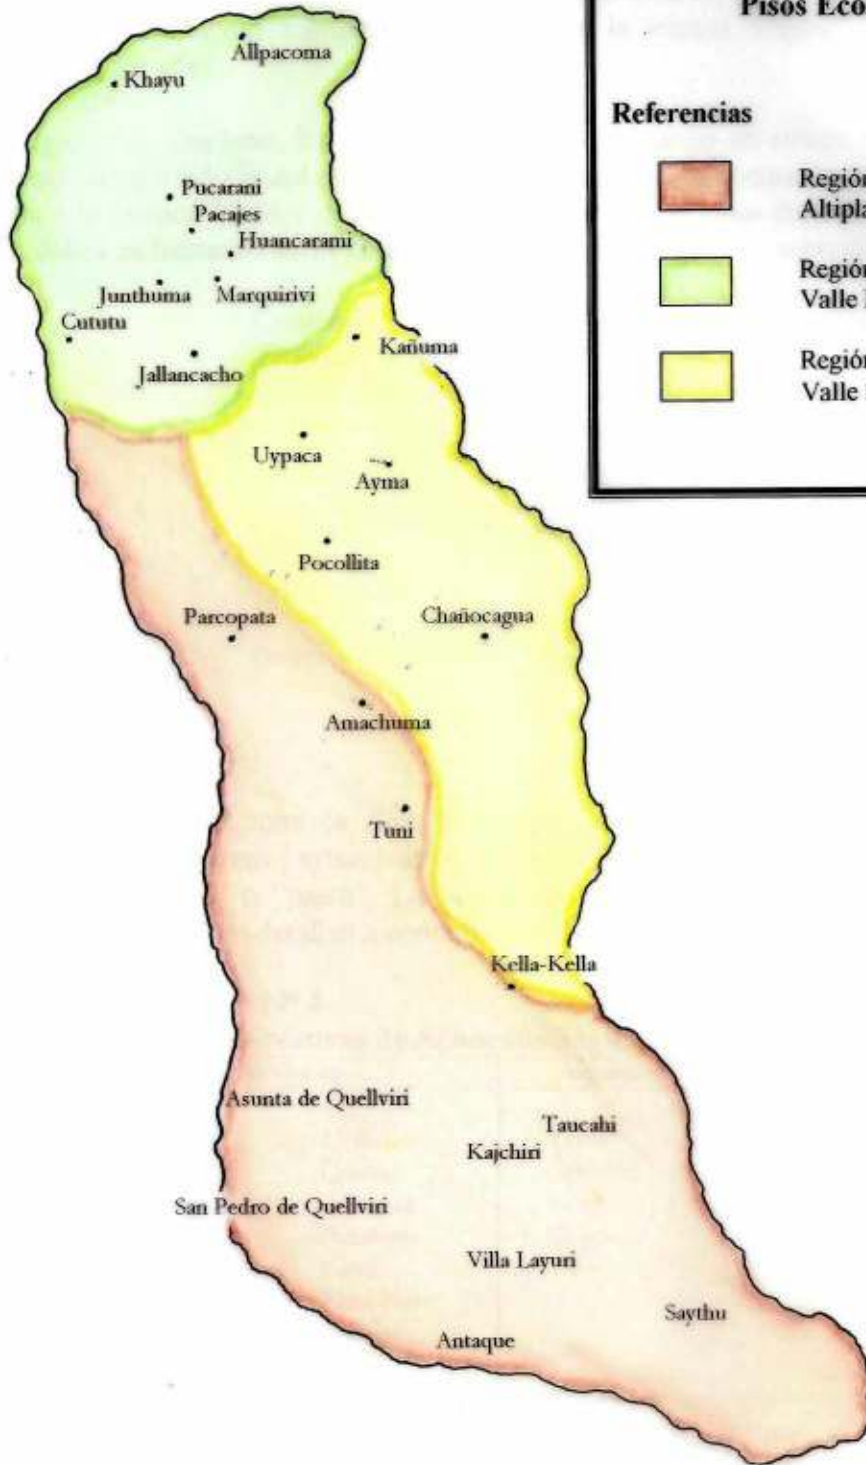 Pisos Eco
Referencias
Región
Altipla
Región
Valle
Región
Valle
Allpacoma
Khayu
Pucarani
Pacajes
Huancarami
Junthuma
Marquirivi
Cututu
Kañuma
Jallancacho
Uypaca
Ayma
Pocollita
Parcopata
Chañocagua
Amachuma
Tuni
Kella-Kella
Asunta de Quellviri
Taucahi
Kajchiri
San Pedro de Quellviri
Villa Layuri
Saythu
Antaque